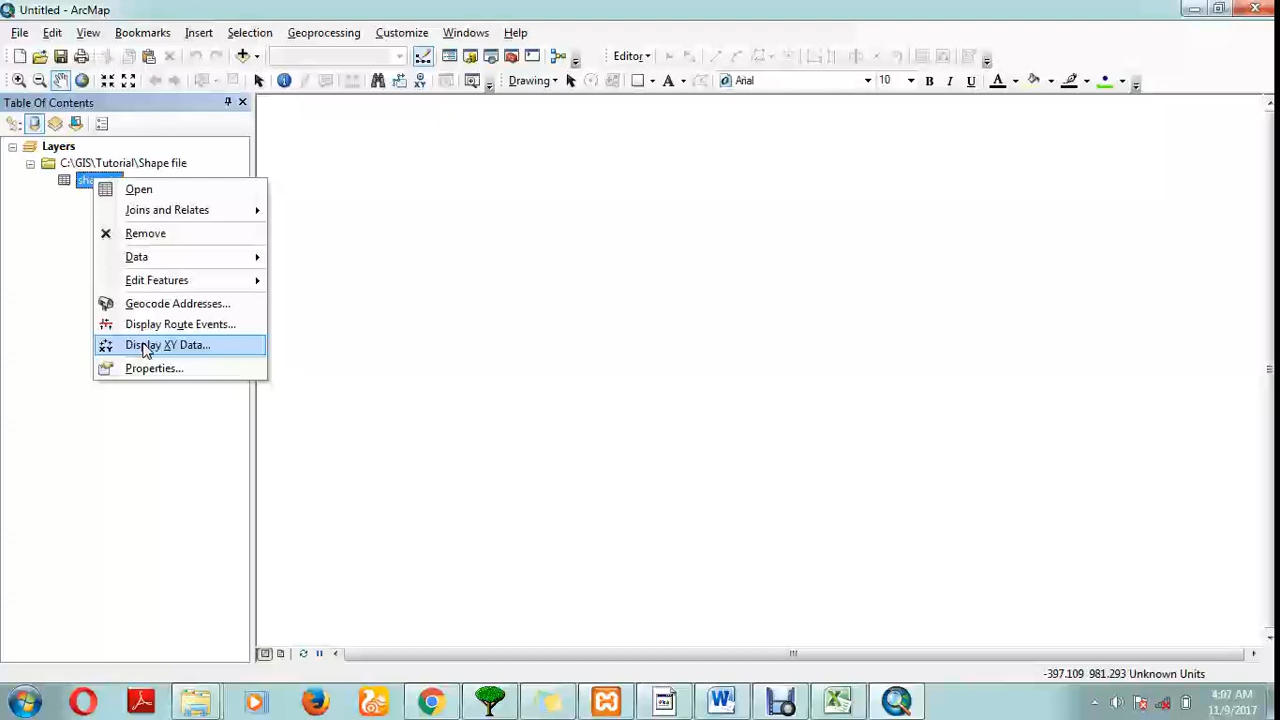 Untitled - ArcMap
File Edit View Bookmarks Insert Selection Geoprocessing Customize Windows Help
Editor
Drawing Arial 10 B I U A
Table Of Contents
Layers
C:\GIS\Tutorial\Shape file
Open
Joins and Relates
Remove
Data
Edit Features
Geocode Addresses...
Display Route Events...
Display XY Data...
Properties...
-397.109 981.293 Unknown Units
4:07 AM
11/9/2017